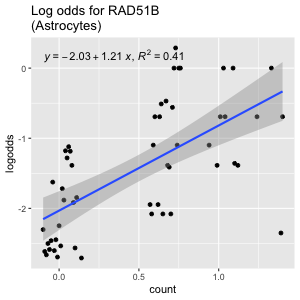 Log odds for RAD51B
(Astrocytes)
y = −2.03 + 1.21 x, R² = 0.41
0
-1
-2
logodds
0.0 0.5 1.0
count